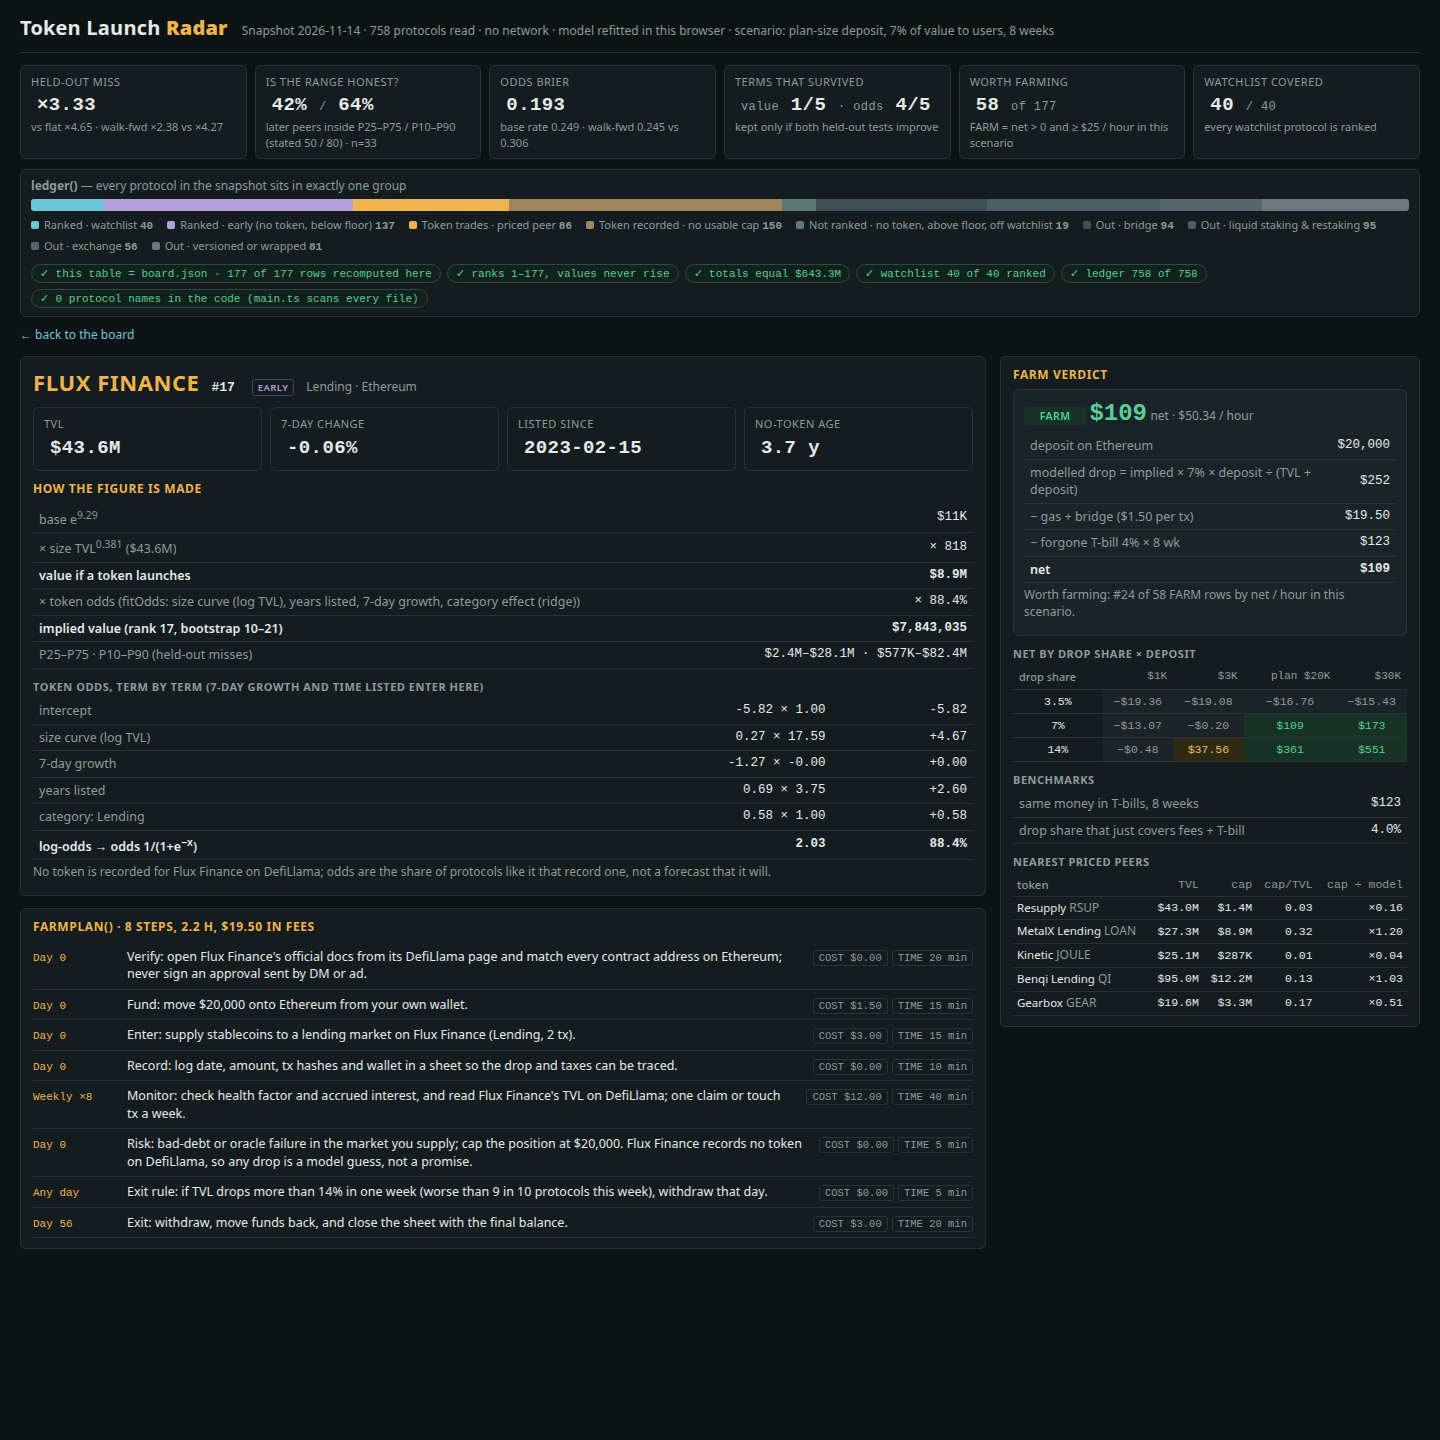 Token Launch Radar Snapshot 2026-11-14 · 758 protocols read · no network · model refitted in this browser · scenario: plan-size deposit, 7% of value to users, 8 weeks
HELD-OUT MISS
×3.33
vs flat ×4.65 · walk-fwd ×2.38 vs ×4.27
IS THE RANGE HONEST?
42% / 64%
later peers inside P25–P75 / P10–P90
(stated 50 / 80) · n=33
ODDS BRIER
0.193
base rate 0.249 · walk-fwd 0.245 vs
0.306
TERMS THAT SURVIVED
value 1/5 · odds 4/5
kept only if both held-out tests improve
WORTH FARMING
58 of 177
FARM = net > 0 and ≥ $25 / hour in this
scenario
WATCHLIST COVERED
40 / 40
every watchlist protocol is ranked
ledger() — every protocol in the snapshot sits in exactly one group
Ranked · watchlist 40 Ranked · early (no token, below floor) 137 Token trades · priced peer 86 Token recorded · no usable cap 150 Not ranked · no token, above floor, off watchlist 19 Out · bridge 94 Out · liquid staking & restaking 95
Out · exchange 56 Out · versioned or wrapped 81
✓ this table = board.json · 177 of 177 rows recomputed here ✓ ranks 1–177, values never rise ✓ totals equal $643.3M ✓ watchlist 40 of 40 ranked ✓ ledger 758 of 758
✓ 0 protocol names in the code (main.ts scans every file)
← back to the board
FLUX FINANCE #17 EARLY Lending · Ethereum
TVL
$43.6M
7-DAY CHANGE
-0.06%
LISTED SINCE
2023-02-15
NO-TOKEN AGE
3.7 y
HOW THE FIGURE IS MADE
base e9.29 $11K
× size TVL0.381 ($43.6M) × 818
value if a token launches $8.9M
× token odds (fitOdds: size curve (log TVL), years listed, 7-day growth, category effect (ridge)) × 88.4%
implied value (rank 17, bootstrap 10–21) $7,843,035
P25–P75 · P10–P90 (held-out misses) $2.4M–$28.1M · $577K–$82.4M
TOKEN ODDS, TERM BY TERM (7-DAY GROWTH AND TIME LISTED ENTER HERE)
intercept -5.82 × 1.00 -5.82
size curve (log TVL) 0.27 × 17.59 +4.67
7-day growth -1.27 × -0.00 +0.00
years listed 0.69 × 3.75 +2.60
category: Lending 0.58 × 1.00 +0.58
log-odds → odds 1/(1+e−x) 2.03 88.4%
No token is recorded for Flux Finance on DefiLlama; odds are the share of protocols like it that record one, not a forecast that it will.
FARMPLAN() · 8 STEPS, 2.2 H, $19.50 IN FEES
Day 0 Verify: open Flux Finance's official docs from its DefiLlama page and match every contract address on Ethereum; COST $0.00 TIME 20 min
never sign an approval sent by DM or ad.
Day 0 Fund: move $20,000 onto Ethereum from your own wallet. COST $1.50 TIME 15 min
Day 0 Enter: supply stablecoins to a lending market on Flux Finance (Lending, 2 tx). COST $3.00 TIME 15 min
Day 0 Record: log date, amount, tx hashes and wallet in a sheet so the drop and taxes can be traced. COST $0.00 TIME 10 min
Weekly ×8 Monitor: check health factor and accrued interest, and read Flux Finance's TVL on DefiLlama; one claim or touch COST $12.00 TIME 40 min
tx a week.
Day 0 Risk: bad-debt or oracle failure in the market you supply; cap the position at $20,000. Flux Finance records no token COST $0.00 TIME 5 min
on DefiLlama, so any drop is a model guess, not a promise.
Any day Exit rule: if TVL drops more than 14% in one week (worse than 9 in 10 protocols this week), withdraw that day. COST $0.00 TIME 5 min
Day 56 Exit: withdraw, move funds back, and close the sheet with the final balance. COST $3.00 TIME 20 min
FARM VERDICT
FARM $109 net · $50.34 / hour
deposit on Ethereum $20,000
modelled drop = implied × 7% × deposit ÷ (TVL + $252
deposit)
− gas + bridge ($1.50 per tx) $19.50
− forgone T-bill 4% × 8 wk $123
net $109
Worth farming: #24 of 58 FARM rows by net / hour in this
scenario.
NET BY DROP SHARE × DEPOSIT
drop share $1K $3K plan $20K $30K
3.5% −$19.36 −$19.08 −$16.76 −$15.43
7% −$13.07 −$0.20 $109 $173
14% −$0.48 $37.56 $361 $551
BENCHMARKS
same money in T-bills, 8 weeks $123
drop share that just covers fees + T-bill 4.0%
NEAREST PRICED PEERS
token TVL cap cap/TVL cap ÷ model
Resupply RSUP $43.0M $1.4M 0.03 ×0.16
MetalX Lending LOAN $27.3M $8.9M 0.32 ×1.20
Kinetic JOULE $25.1M $287K 0.01 ×0.04
Benqi Lending QI $95.0M $12.2M 0.13 ×1.03
Gearbox GEAR $19.6M $3.3M 0.17 ×0.51